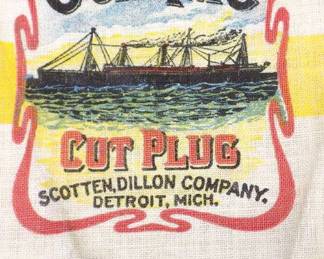 CUT PLUG
SCOTTEN, DILLON COMPANY.
DETROIT, MICH.